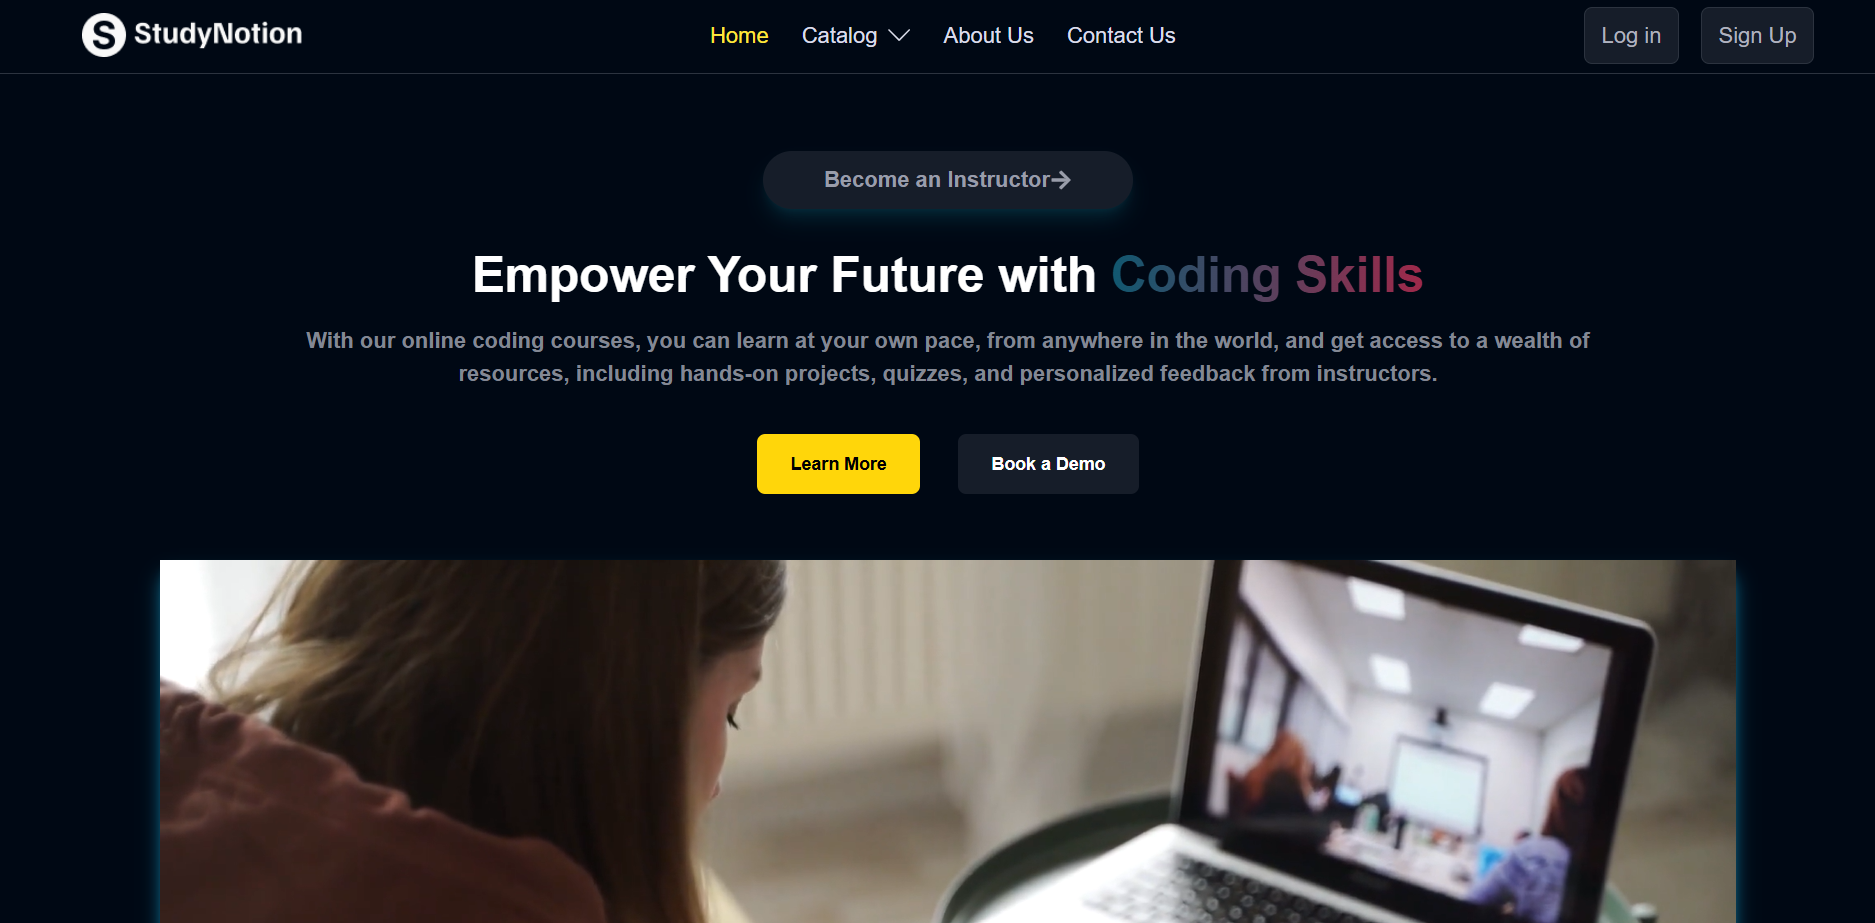 S StudyNotion
Home Catalog About Us Contact Us
Log in Sign Up
Become an Instructor→
Empower Your Future with Coding Skills
With our online coding courses, you can learn at your own pace, from anywhere in the world, and get access to a wealth of
resources, including hands-on projects, quizzes, and personalized feedback from instructors.
Learn More Book a Demo